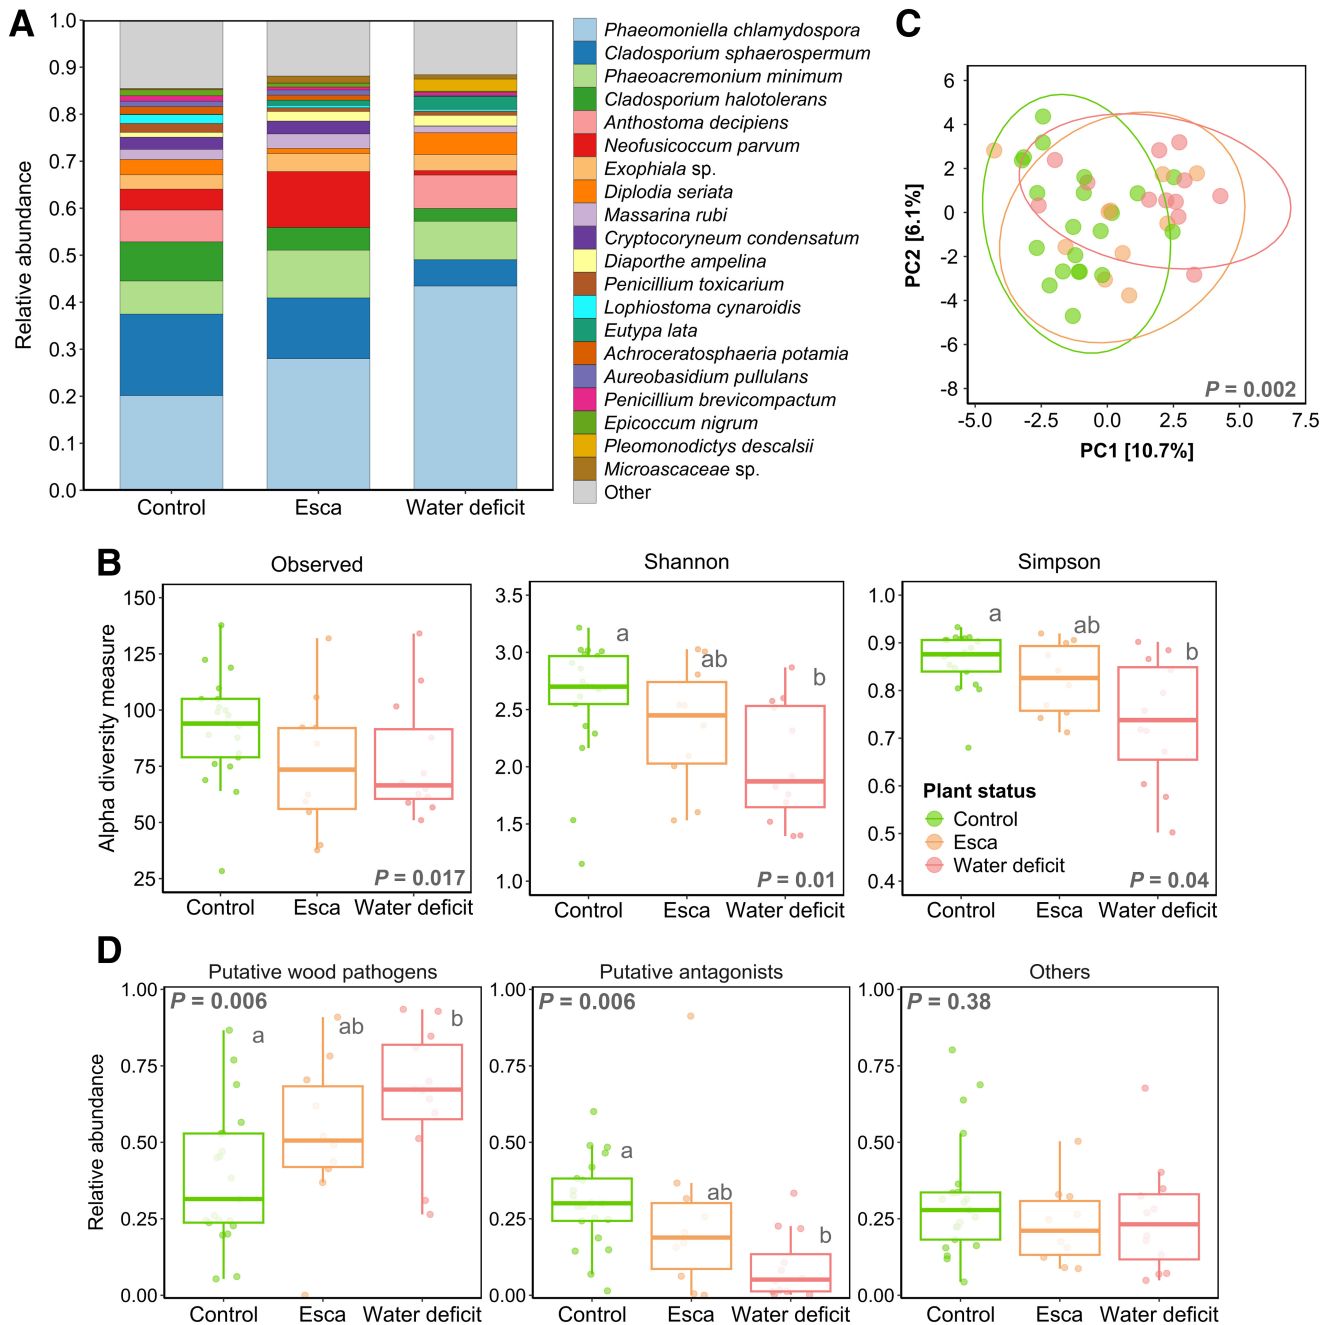 A
Relative abundance
1.0
0.9
0.8
0.7
0.6
0.5
0.4
0.3
0.2
0.1
0.0
Control Esca Water deficit
Phaeomoniella chlamydospora
Cladosporium sphaerospermum
Phaeoacremonium minimum
Cladosporium halotolerans
Anthostoma decipiens
Neofusicoccum parvum
Exophiala sp.
Diplodia seriata
Massarina rubi
Cryptocoryneum condensatum
Diaporthe ampelina
Penicillium toxicarium
Lophiostoma cynaroidis
Eutypa lata
Achroceratosphaeria potamia
Aureobasidium pullulans
Penicillium brevicompactum
Epicoccum nigrum
Pleomonodictys descalsii
Microascaceae sp.
Other
C
PC2 [6.1%]
6
4
2
0
-2
-4
-6
-8
P = 0.002
-5.0 -2.5 0.0 2.5 5.0 7.5
PC1 [10.7%]
B
Alpha diversity measure
Observed
150
125
100
75
50
25
P = 0.017
Control Esca Water deficit
Shannon
3.5
3.0
2.5
2.0
1.5
1.0
a
ab
b
P = 0.01
Control Esca Water deficit
Simpson
1.0
0.9
0.8
0.7
0.6
0.5
0.4
a
ab
b
Plant status
Control
Esca
Water deficit
P = 0.04
Control Esca Water deficit
D
Relative abundance
Putative wood pathogens
1.00
0.75
0.50
0.25
0.00
P = 0.006
a
ab
b
Control Esca Water deficit
Putative antagonists
1.00
0.75
0.50
0.25
0.00
P = 0.006
a
ab
b
Control Esca Water deficit
Others
1.00
0.75
0.50
0.25
0.00
P = 0.38
Control Esca Water deficit